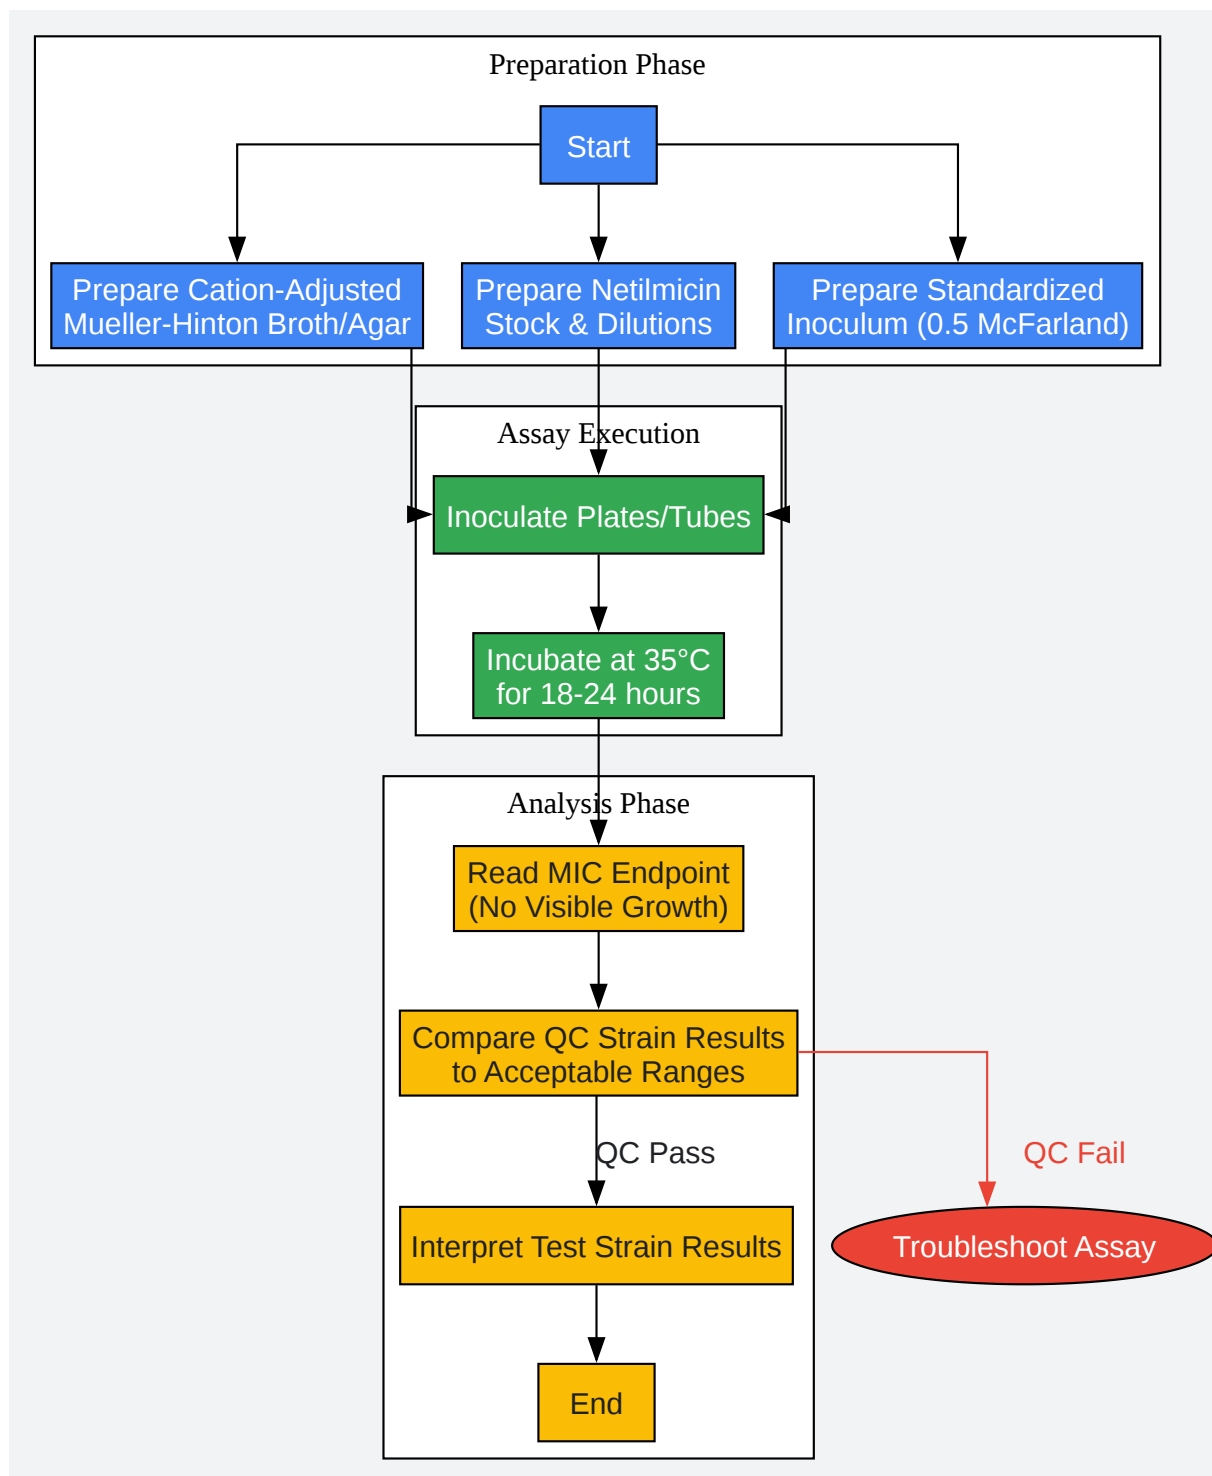 Preparation Phase
Start
Prepare Cation-Adjusted
Mueller-Hinton Broth/Agar
Prepare Netilmicin
Stock & Dilutions
Prepare Standardized
Inoculum (0.5 McFarland)
Assay Execution
Inoculate Plates/Tubes
Incubate at 35°C
for 18-24 hours
Analysis Phase
Read MIC Endpoint
(No Visible Growth)
Compare QC Strain Results
to Acceptable Ranges
QC Pass
QC Fail
Interpret Test Strain Results
Troubleshoot Assay
End